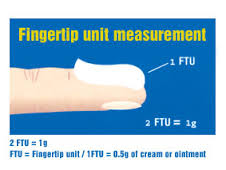 Fingertip unit measurement
1 FTU
2 FTU = 1g
2 FTU = 1g
FTU = Fingertip unit / 1FTU = 0.5g of cream or ointment